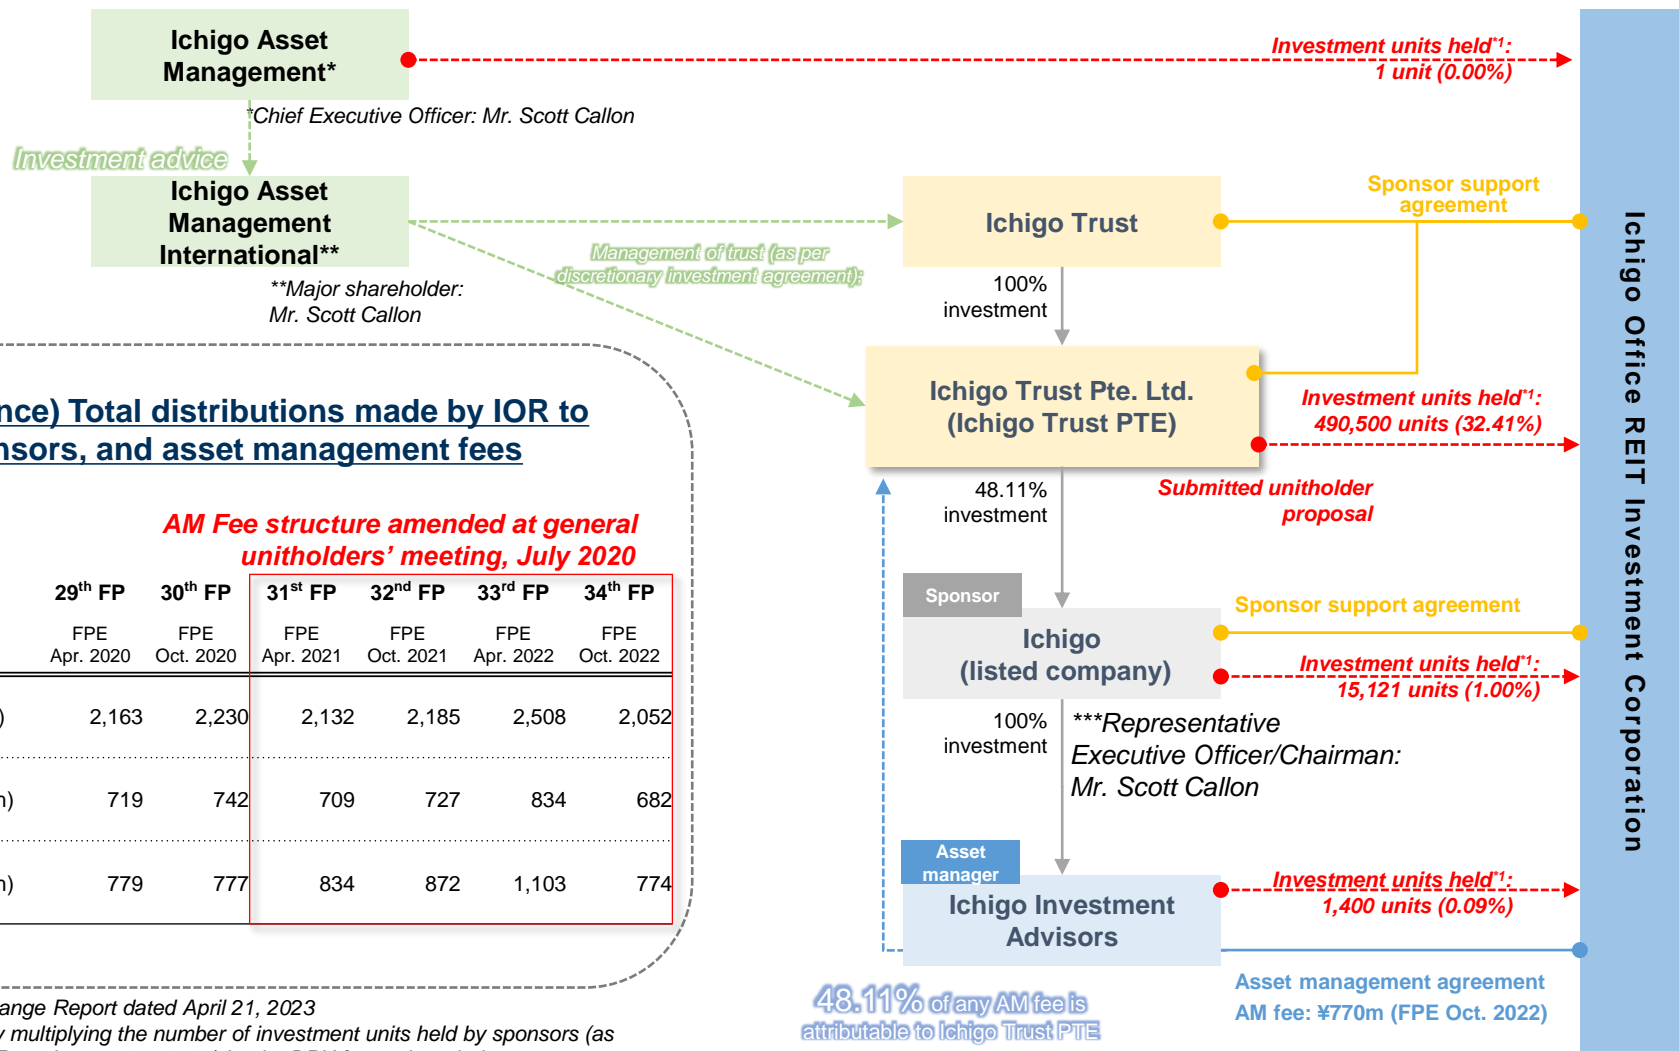 Ichigo Asset
Management*
Investment units held*1:
1 unit (0.00%)
*Chief Executive Officer: Mr. Scott Callon
Investment advice
Ichigo Asset
Management
International**
**Major shareholder:
Mr. Scott Callon
Management of trust (as per
discretionary investment agreement);
Ichigo Trust
Sponsor support
agreement
100%
investment
Ichigo Trust Pte. Ltd.
(Ichigo Trust PTE)
Investment units held*1:
490,500 units (32.41%)
Submitted unitholder
proposal
48.11%
investment
Sponsor
Ichigo
(listed company)
Sponsor support agreement
Investment units held*1:
15,121 units (1.00%)
100%
investment
***Representative
Executive Officer/Chairman:
Mr. Scott Callon
Asset
manager
Ichigo Investment
Advisors
Investment units held*1:
1,400 units (0.09%)
Asset management agreement
AM fee: ¥770m (FPE Oct. 2022)
48.11% of any AM fee is
attributable to Ichigo Trust PTE
Ichigo Office REIT Investment Corporation
nce) Total distributions made by IOR to
nsors, and asset management fees
AM Fee structure amended at general
unitholders' meeting, July 2020
29th FP 30th FP 31st FP 32nd FP 33rd FP 34th FP
FPE FPE FPE FPE FPE FPE
Apr. 2020 Oct. 2020 Apr. 2021 Oct. 2021 Apr. 2022 Oct. 2022
) 2,163 2,230 2,132 2,185 2,508 2,052
n) 719 742 709 727 834 682
n) 779 777 834 872 1,103 774
ange Report dated April 21, 2023
y multiplying the number of investment units held by sponsors (as